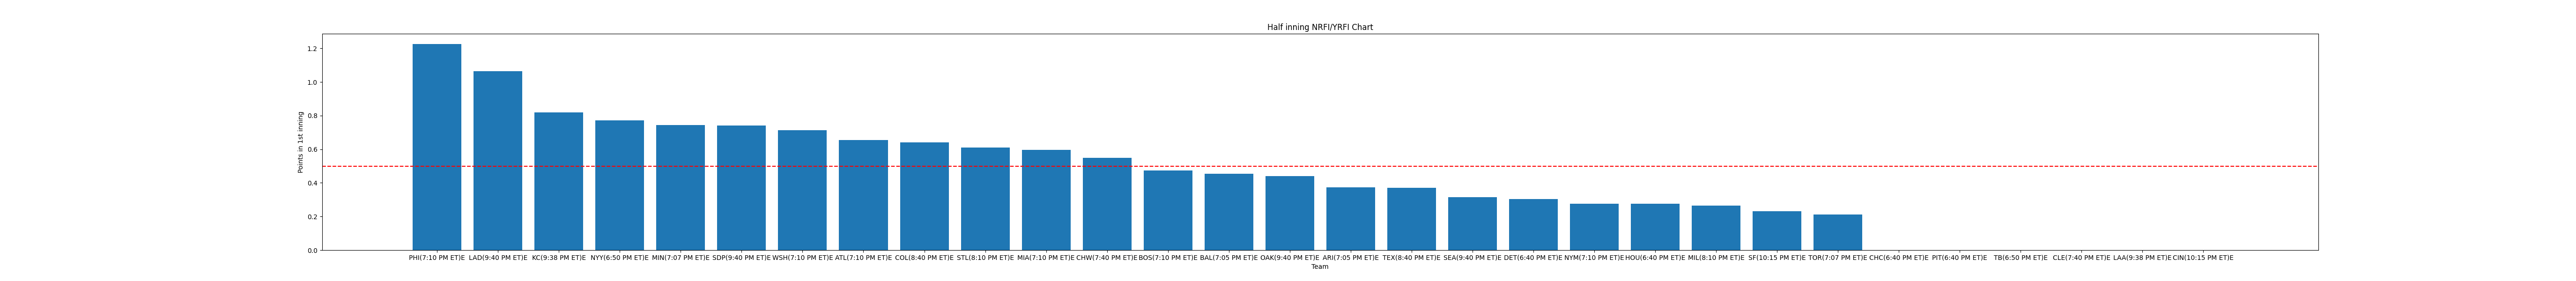 Half inning NRFI/YRFI Chart
1.2
1.0
0.8
0.6
0.4
0.2
0.0
Points in 1st inning
PHI(7:10 PM ET)E LAD(9:40 PM ET)E KC(9:38 PM ET)E NYY(6:50 PM ET)E MIN(7:07 PM ET)E SDP(9:40 PM ET)E WSH(7:10 PM ET)E ATL(7:10 PM ET)E COL(8:40 PM ET)E STL(8:10 PM ET)E MIA(7:10 PM ET)E CHW(7:40 PM ET)E BOS(7:10 PM ET)E BAL(7:05 PM ET)E OAK(9:40 PM ET)E ARI(7:05 PM ET)E TEX(8:40 PM ET)E SEA(9:40 PM ET)E DET(6:40 PM ET)E NYM(7:10 PM ET)E HOU(6:40 PM ET)E MIL(8:10 PM ET)E SF(10:15 PM ET)E TOR(7:07 PM ET)E CHC(6:40 PM ET)E PIT(6:40 PM ET)E TB(6:50 PM ET)E CLE(7:40 PM ET)E LAA(9:38 PM ET)E CIN(10:15 PM ET)E
Team